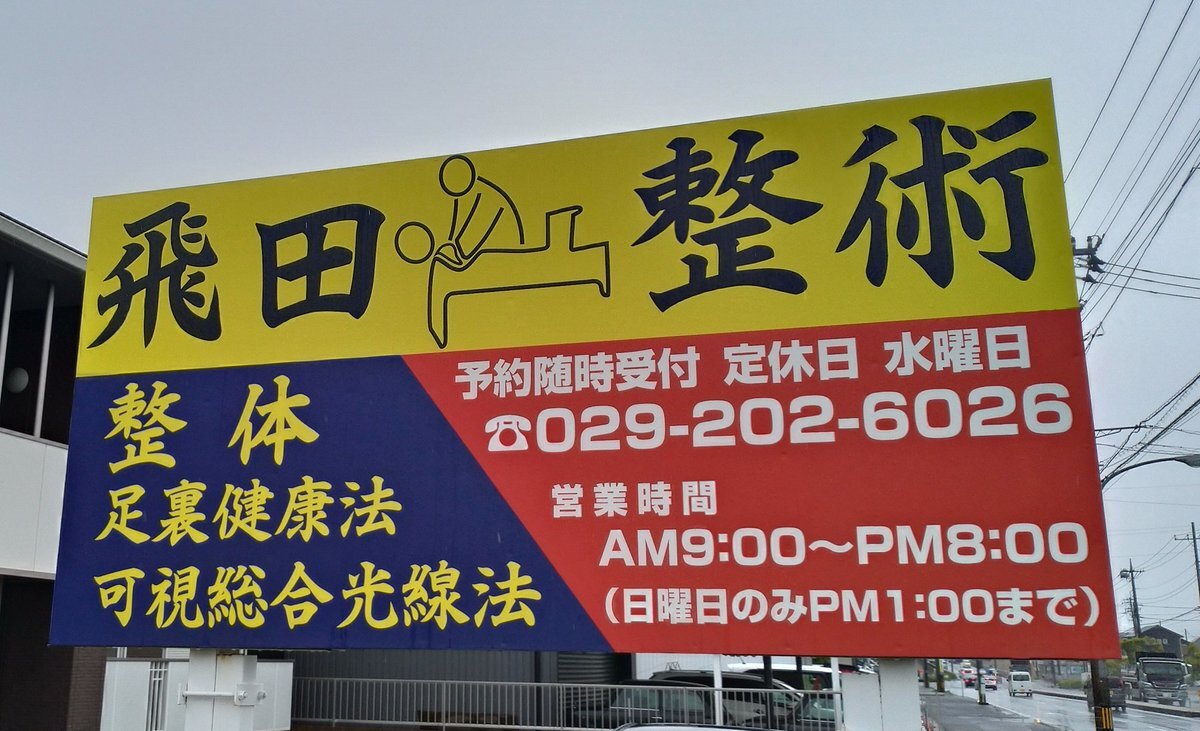 飛田整術
整体
足裏健康法
可視総合光線法
予約随時受付 定休日 水曜日
☎029-202-6026
営業時間
AM9:00〜PM8:00
（日曜日のみPM1:00まで）